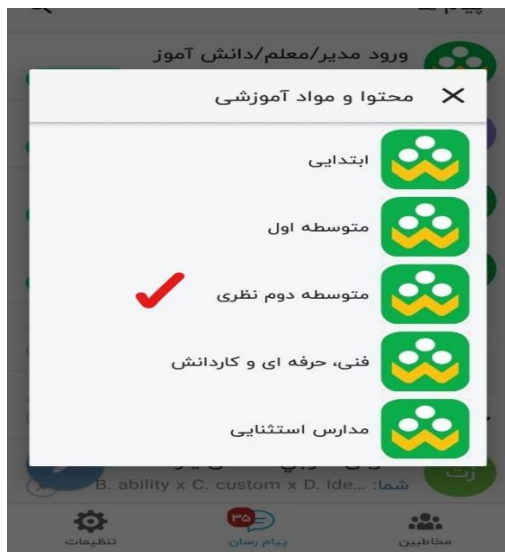 ورود مدیر/معلم/دانش آموز
محتوا و مواد آموزشی
ابتدایی
متوسطه اول
متوسطه دوم نظری
فنی، حرفه ای و کاردانش
مدارس استثنایی
زت
شما: B. ability x C. custom x D. ide...
۳۵
مخاطبین
پیام رسان
تنظیمات